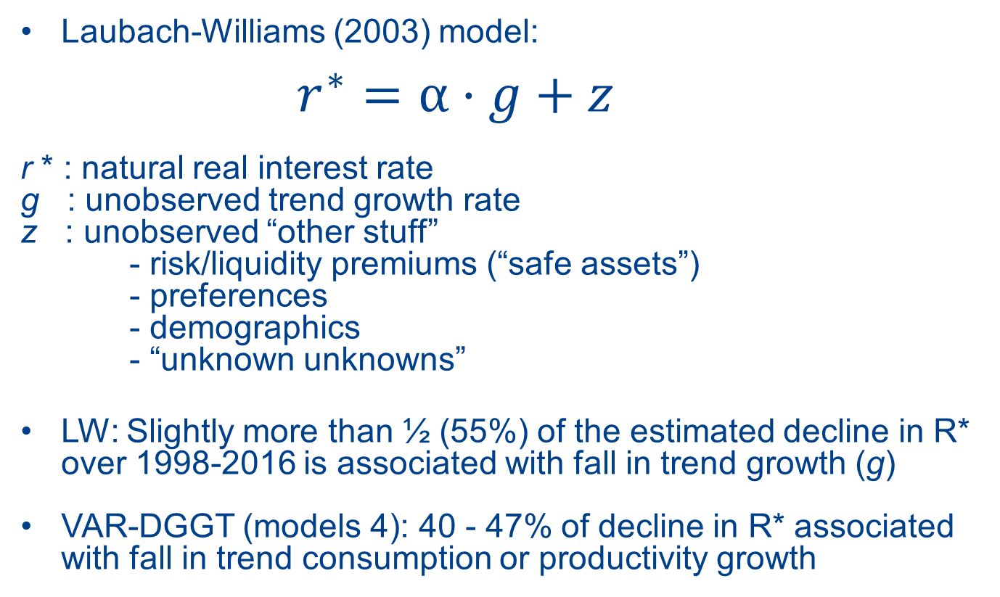 • Laubach-Williams (2003) model:
r* = α · g + z
r * : natural real interest rate
g : unobserved trend growth rate
z : unobserved “other stuff”
- risk/liquidity premiums (“safe assets”)
- preferences
- demographics
- “unknown unknowns”
• LW: Slightly more than ½ (55%) of the estimated decline in R*
over 1998-2016 is associated with fall in trend growth (g)
• VAR-DGGT (models 4): 40 - 47% of decline in R* associated
with fall in trend consumption or productivity growth